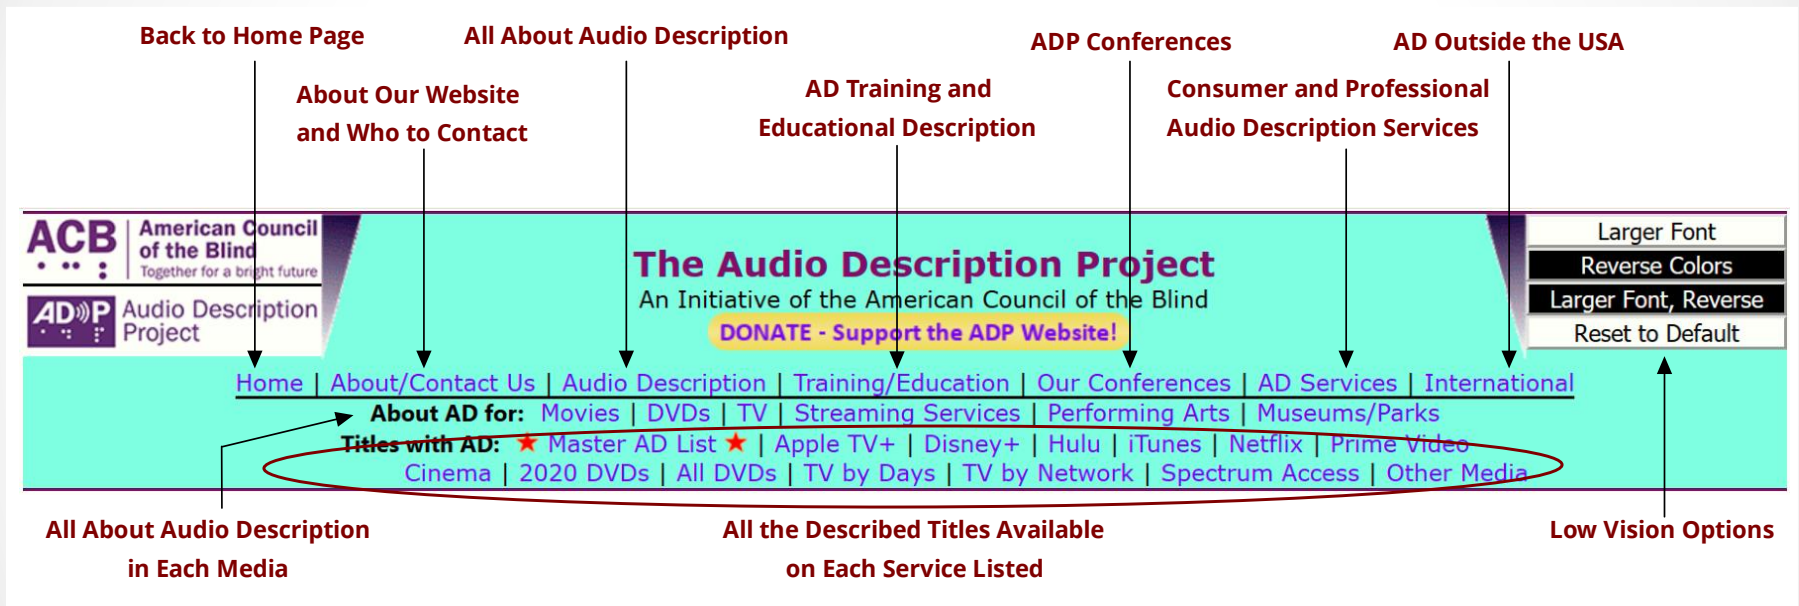 Back to Home Page
All About Audio Description
ADP Conferences
AD Outside the USA
About Our Website
and Who to Contact
AD Training and
Educational Description
Consumer and Professional
Audio Description Services
ACB
American Council
of the Blind
Together for a bright future
ADP
Audio Description
Project
The Audio Description Project
An Initiative of the American Council of the Blind
DONATE - Support the ADP Website!
Larger Font
Reverse Colors
Larger Font, Reverse
Reset to Default
Home | About/Contact Us | Audio Description | Training/Education | Our Conferences | AD Services | International
About AD for: Movies | DVDs | TV | Streaming Services | Performing Arts | Museums/Parks
Titles with AD: ★ Master AD List ★ | Apple TV+ | Disney+ | Hulu | iTunes | Netflix | Prime Video
Cinema | 2020 DVDs | All DVDs | TV by Days | TV by Network | Spectrum Access | Other Media
All About Audio Description
in Each Media
All the Described Titles Available
on Each Service Listed
Low Vision Options